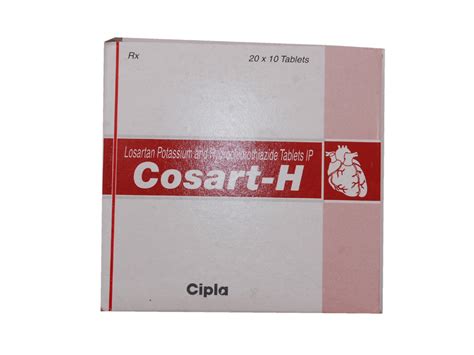 Rx
20 x 10 Tablets
Losartan Potassium and Hydrochlorothiazide Tablets IP
Cosart-H
Cipla